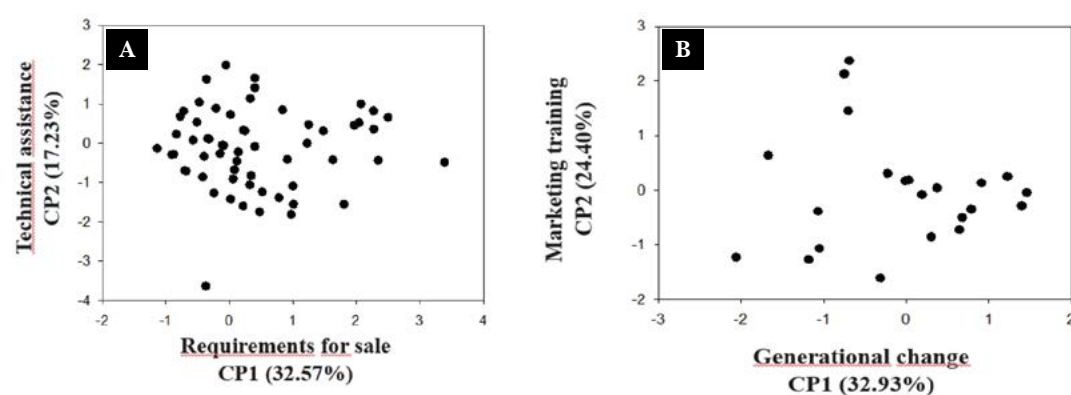 A
3
2
1
0
-1
-2
-3
-4
-2
-1
0
1
2
3
4
Technical assistance
CP2 (17.23%)
Requirements for sale
CP1 (32.57%)
B
3
2
1
0
-1
-2
-3
-2
-1
0
1
2
Marketing training
CP2 (24.40%)
Generational change
CP1 (32.93%)